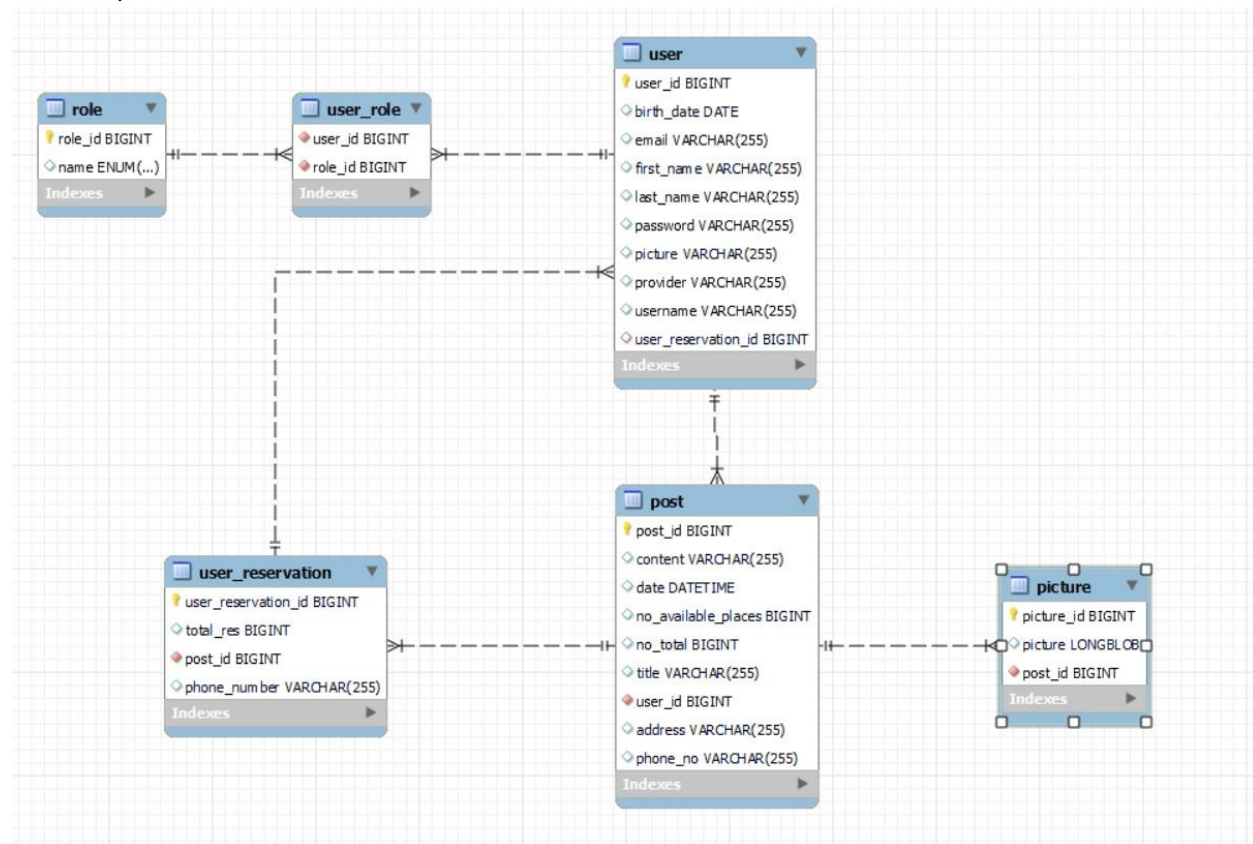 role
role_id BIGINT
name ENUM(...)
Indexes
user_role
user_id BIGINT
role_id BIGINT
Indexes
user
user_id BIGINT
birth_date DATE
email VARCHAR(255)
first_name VARCHAR(255)
last_name VARCHAR(255)
password VARCHAR(255)
picture VARCHAR(255)
provider VARCHAR(255)
username VARCHAR(255)
user_reservation_id BIGINT
Indexes
user_reservation
user_reservation_id BIGINT
total_res BIGINT
post_id BIGINT
phone_number VARCHAR(255)
Indexes
post
post_id BIGINT
content VARCHAR(255)
date DATETIME
no_available_places BIGINT
no_total BIGINT
title VARCHAR(255)
user_id BIGINT
address VARCHAR(255)
phone_no VARCHAR(255)
Indexes
picture
picture_id BIGINT
picture LONGBLOB
post_id BIGINT
Indexes